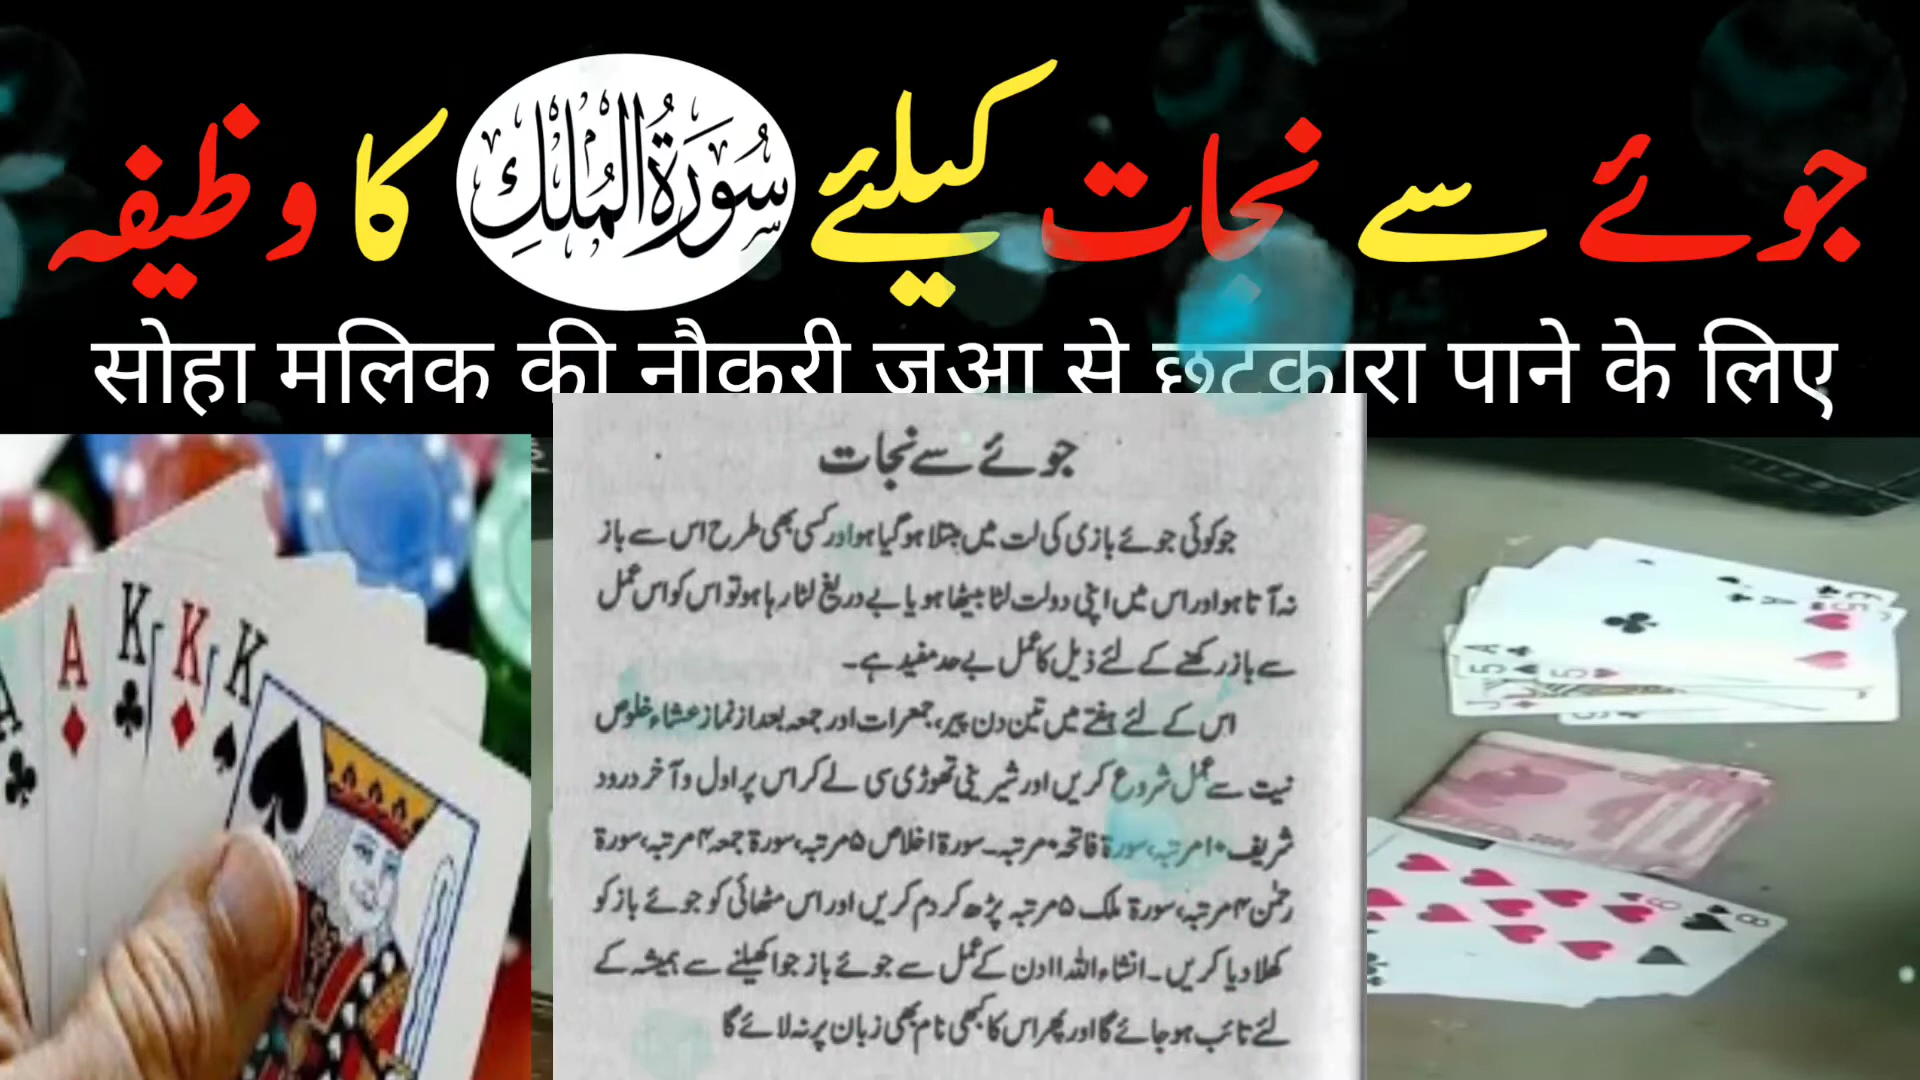 جوئے سے نجات کیلئے سُورَةُ الْمُلْكِ کا وظیفہ
सोहा मलिक की नौकरी जुआ से छुटकारा पाने के लिए
جوئے سے نجات
جوکوئی جوئے بازی کی لت میں مبتلا ہو گیا ہو اور کسی بھی طرح اس سے باز
نہ آتا ہو اور اس میں اپنی دولت لٹا بیٹھا ہو یا بے دریغ لٹا رہا ہو تو اس کو اس عمل
سے باز رکھنے کے لئے ذیل کا عمل بے حد مفید ہے۔
اس کے لئے ہفتے میں تین دن پیر، جمعرات اور جمعہ بعد از نماز عشاء خلوص
نیت سے عمل شروع کریں اور شیرینی تھوڑی سی لے کر اس پر اول و آخر درود
شریف ۱۰ مرتبہ، سورۃ فاتحہ مرتبہ۔ سورۃ اخلاص ۵ مرتبہ، سورۃ جمعہ ۴ مرتبہ، سورۃ
رحمٰن ۴ مرتبہ، سورۃ ملک ۵ مرتبہ پڑھ کر دم کریں اور اس مٹھائی کو جوئے باز کو
کھلا دیا کریں۔ انشاء اللہ ۱۱ دن کے عمل سے جوئے باز جوا کھیلنے سے ہمیشہ کے
لئے تائب ہو جائے گا اور پھر اس کا کبھی نام بھی زبان پر نہ لائے گا
A
A
K
K
K